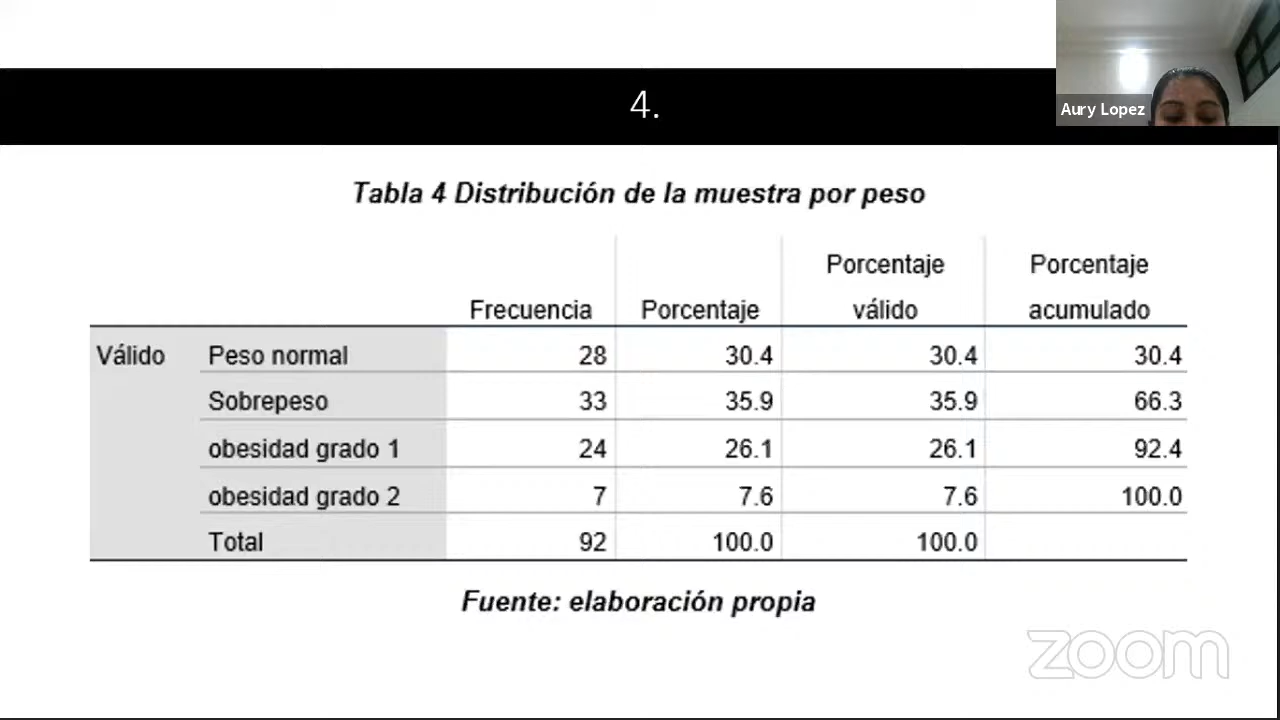 4.
Aury Lopez
Tabla 4 Distribución de la muestra por peso
Frecuencia Porcentaje Porcentaje válido Porcentaje acumulado
Válido Peso normal 28 30.4 30.4 30.4
Sobrepeso 33 35.9 35.9 66.3
obesidad grado 1 24 26.1 26.1 92.4
obesidad grado 2 7 7.6 7.6 100.0
Total 92 100.0 100.0
Fuente: elaboración propia
zoom